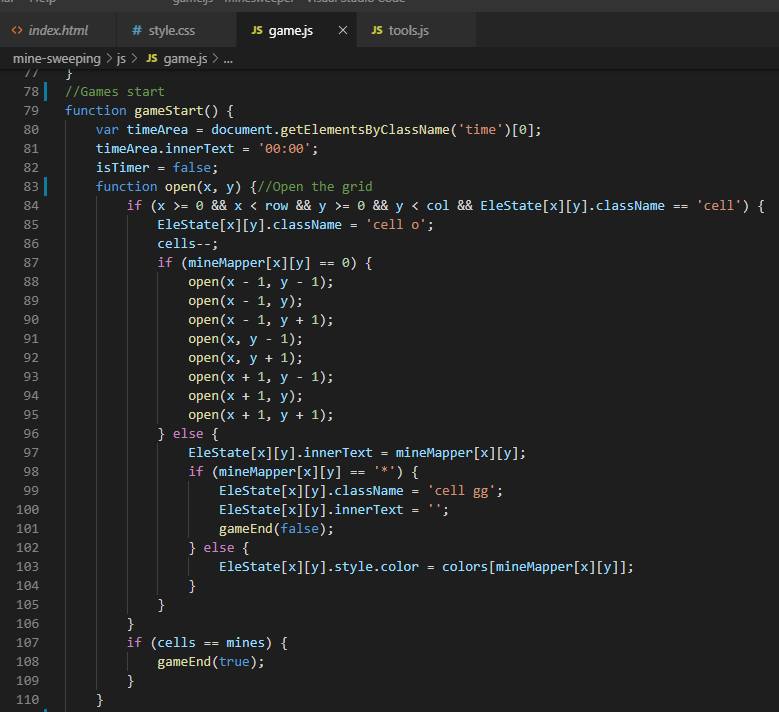 Help game.js - minesweeper - Visual Studio Code
<> index.html # style.css JS game.js × JS tools.js
mine-sweeping > js > JS game.js > ...
77 }
78 //Games start
79 function gameStart() {
80 var timeArea = document.getElementsByClassName('time')[0];
81 timeArea.innerText = '00:00';
82 isTimer = false;
83 function open(x, y) {//Open the grid
84 if (x >= 0 && x < row && y >= 0 && y < col && EleState[x][y].className == 'cell') {
85 EleState[x][y].className = 'cell o';
86 cells--;
87 if (mineMapper[x][y] == 0) {
88 open(x - 1, y - 1);
89 open(x - 1, y);
90 open(x - 1, y + 1);
91 open(x, y - 1);
92 open(x, y + 1);
93 open(x + 1, y - 1);
94 open(x + 1, y);
95 open(x + 1, y + 1);
96 } else {
97 EleState[x][y].innerText = mineMapper[x][y];
98 if (mineMapper[x][y] == '*') {
99 EleState[x][y].className = 'cell gg';
100 EleState[x][y].innerText = '';
101 gameEnd(false);
102 } else {
103 EleState[x][y].style.color = colors[mineMapper[x][y]];
104 }
105 }
106 }
107 if (cells == mines) {
108 gameEnd(true);
109 }
110 }